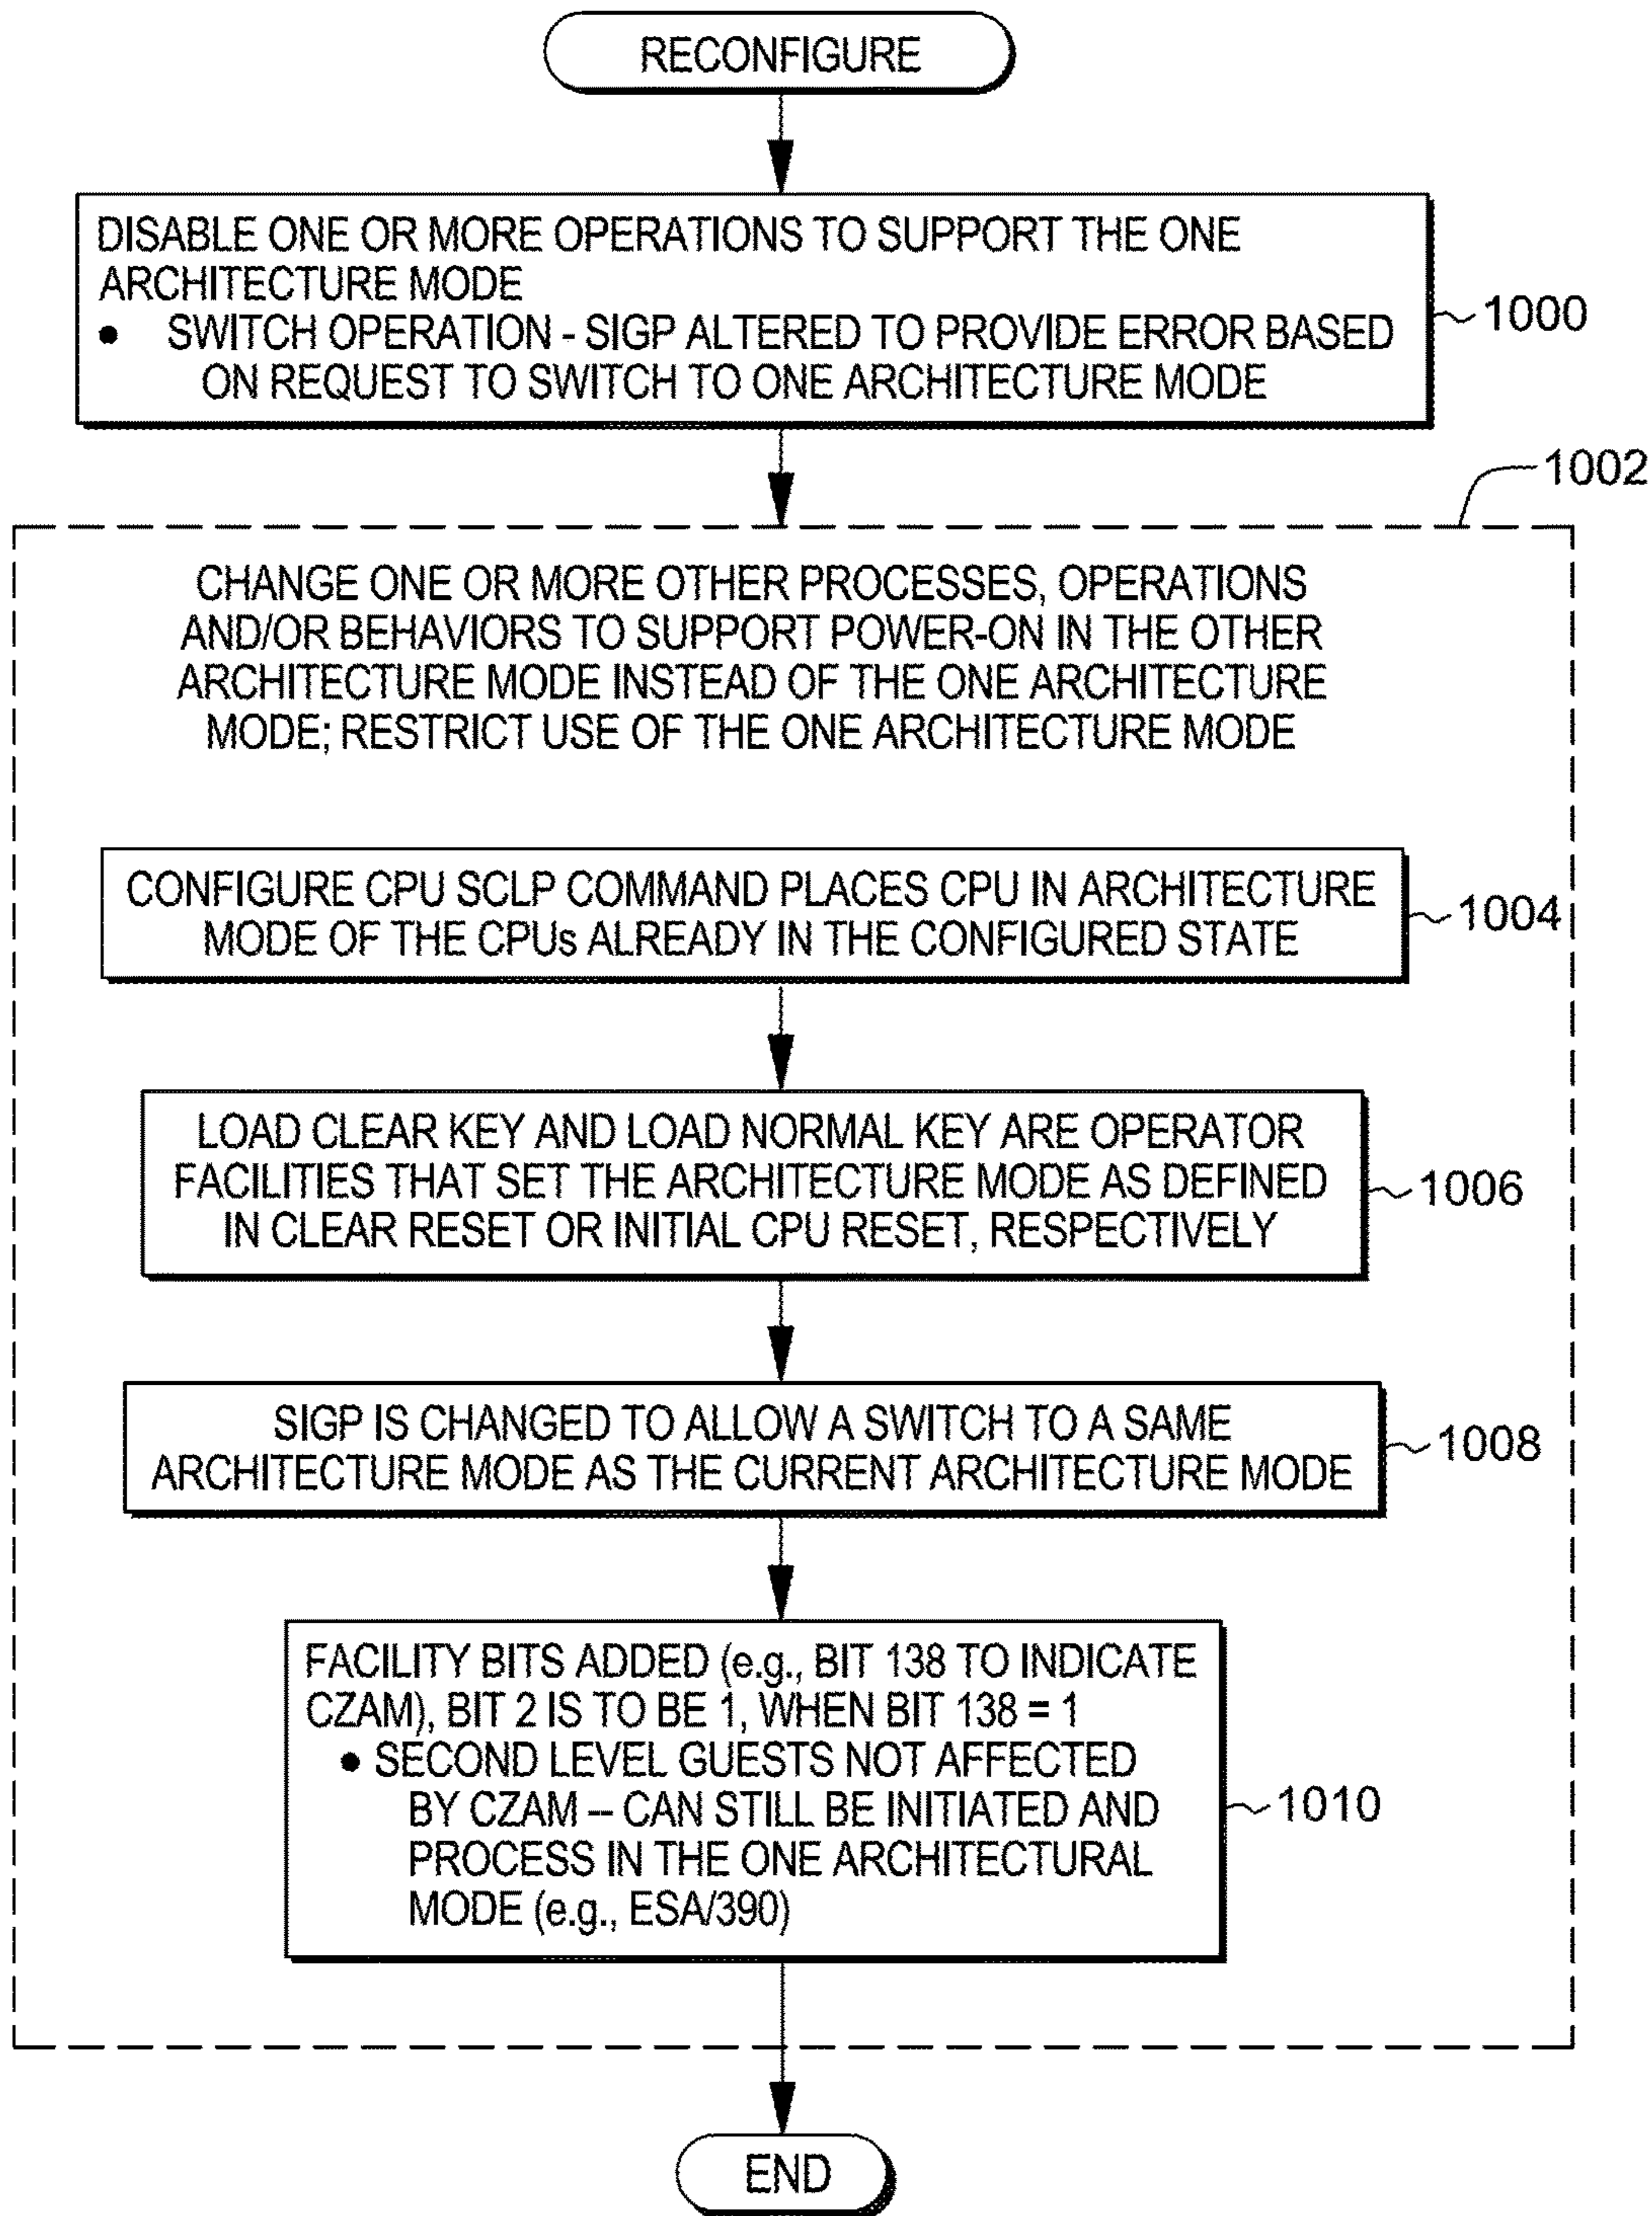 RECONFIGURE
DISABLE ONE OR MORE OPERATIONS TO SUPPORT THE ONE
ARCHITECTURE MODE
• SWITCH OPERATION - SIGP ALTERED TO PROVIDE ERROR BASED
ON REQUEST TO SWITCH TO ONE ARCHITECTURE MODE
1000
1002
CHANGE ONE OR MORE OTHER PROCESSES, OPERATIONS
AND/OR BEHAVIORS TO SUPPORT POWER-ON IN THE OTHER
ARCHITECTURE MODE INSTEAD OF THE ONE ARCHITECTURE
MODE; RESTRICT USE OF THE ONE ARCHITECTURE MODE
CONFIGURE CPU SCLP COMMAND PLACES CPU IN ARCHITECTURE
MODE OF THE CPUs ALREADY IN THE CONFIGURED STATE
1004
LOAD CLEAR KEY AND LOAD NORMAL KEY ARE OPERATOR
FACILITIES THAT SET THE ARCHITECTURE MODE AS DEFINED
IN CLEAR RESET OR INITIAL CPU RESET, RESPECTIVELY
1006
SIGP IS CHANGED TO ALLOW A SWITCH TO A SAME
ARCHITECTURE MODE AS THE CURRENT ARCHITECTURE MODE
1008
FACILITY BITS ADDED (e.g., BIT 138 TO INDICATE
CZAM), BIT 2 IS TO BE 1, WHEN BIT 138 = 1
• SECOND LEVEL GUESTS NOT AFFECTED
BY CZAM -- CAN STILL BE INITIATED AND
PROCESS IN THE ONE ARCHITECTURAL
MODE (e.g., ESA/390)
1010
END